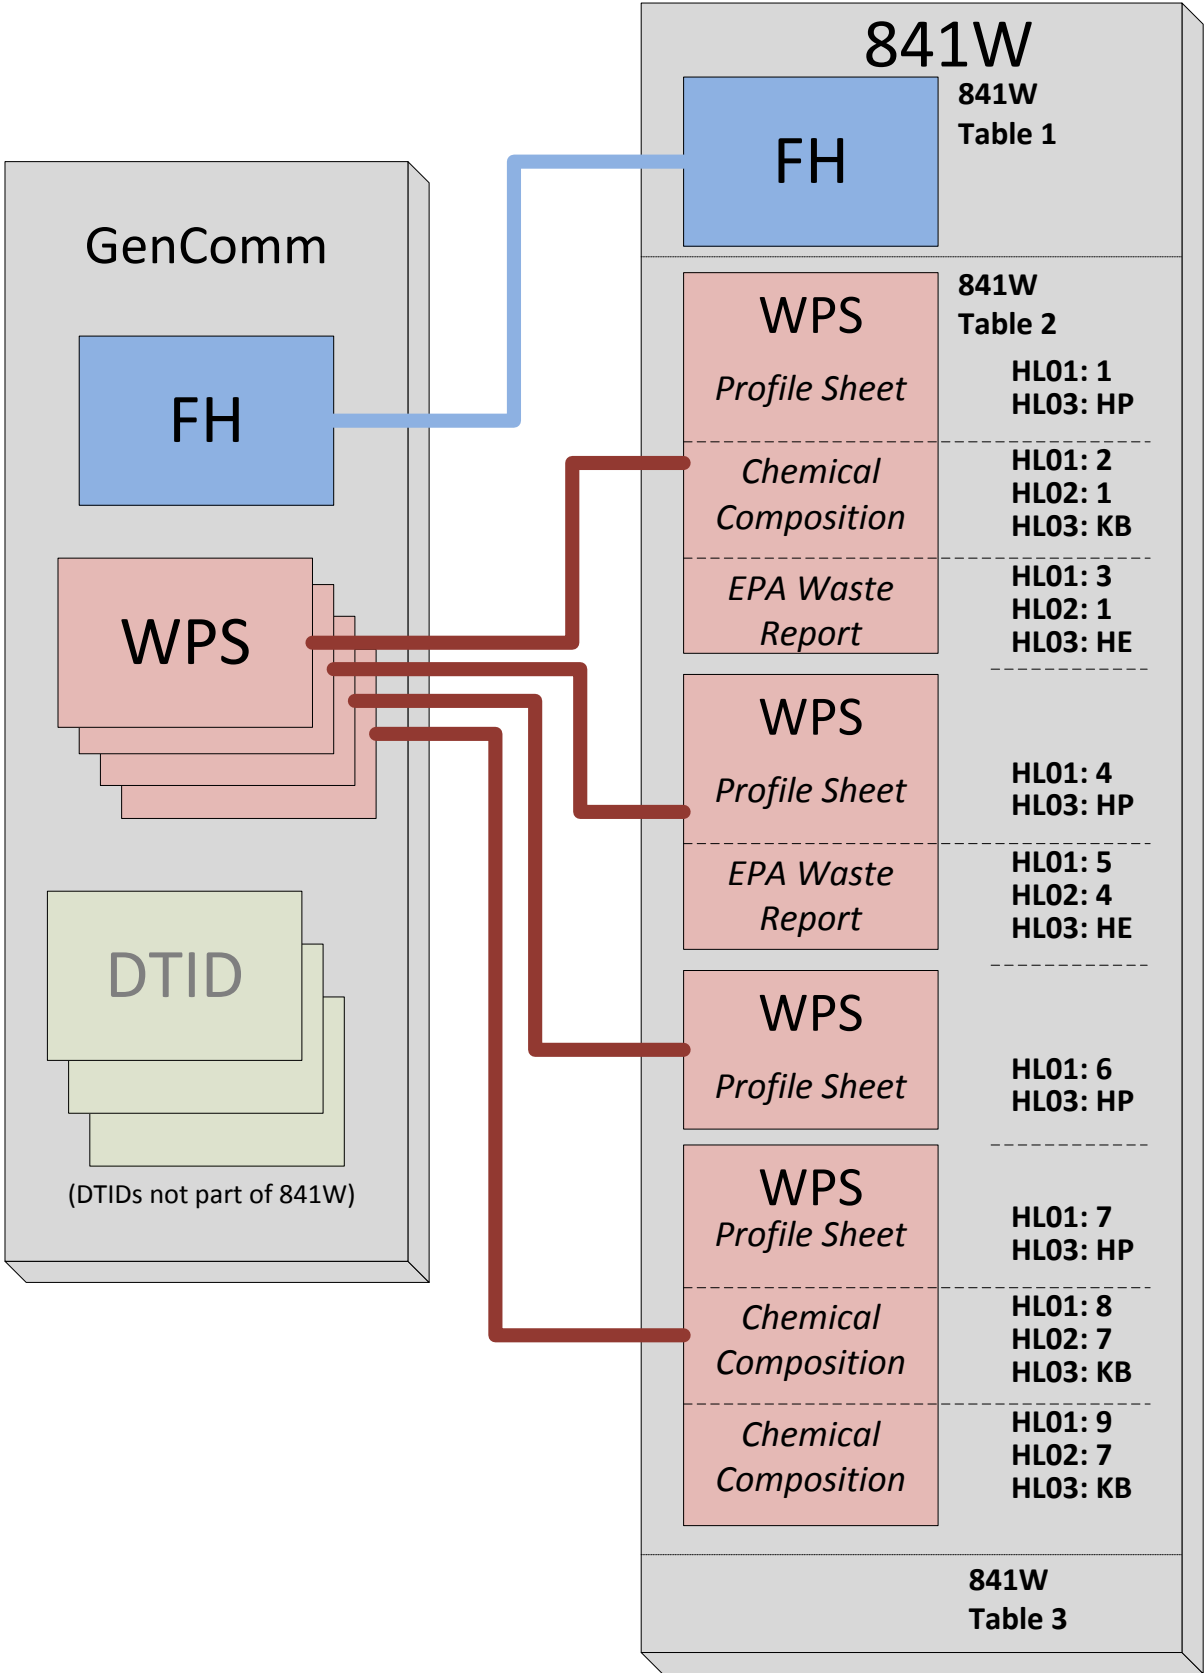 GenComm
FH
WPS
DTID
(DTIDs not part of 841W)
841W
841W
Table 1
FH
841W
Table 2
WPS
Profile Sheet
HL01: 1
HL03: HP
Chemical
Composition
HL01: 2
HL02: 1
HL03: KB
EPA Waste
Report
HL01: 3
HL02: 1
HL03: HE
WPS
Profile Sheet
HL01: 4
HL03: HP
EPA Waste
Report
HL01: 5
HL02: 4
HL03: HE
WPS
Profile Sheet
HL01: 6
HL03: HP
WPS
Profile Sheet
HL01: 7
HL03: HP
Chemical
Composition
HL01: 8
HL02: 7
HL03: KB
Chemical
Composition
HL01: 9
HL02: 7
HL03: KB
841W
Table 3